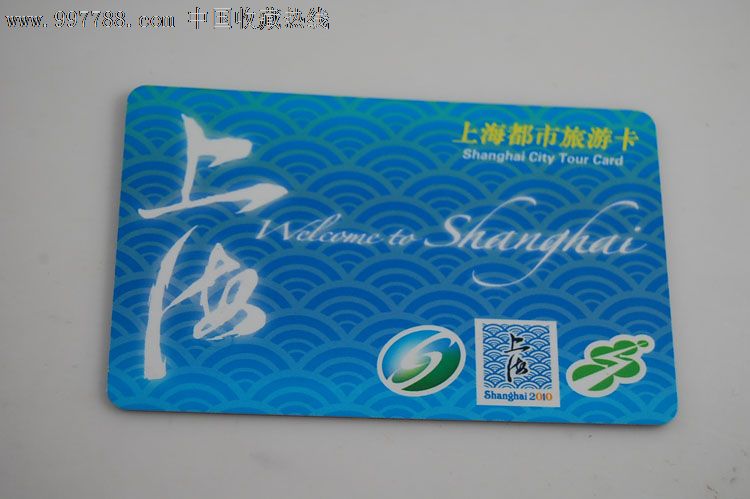 www.997788.com 中国收藏热线
上海都市旅游卡
Shanghai City Tour Card
上海
Welcome to Shanghai
上海
Shanghai 2010